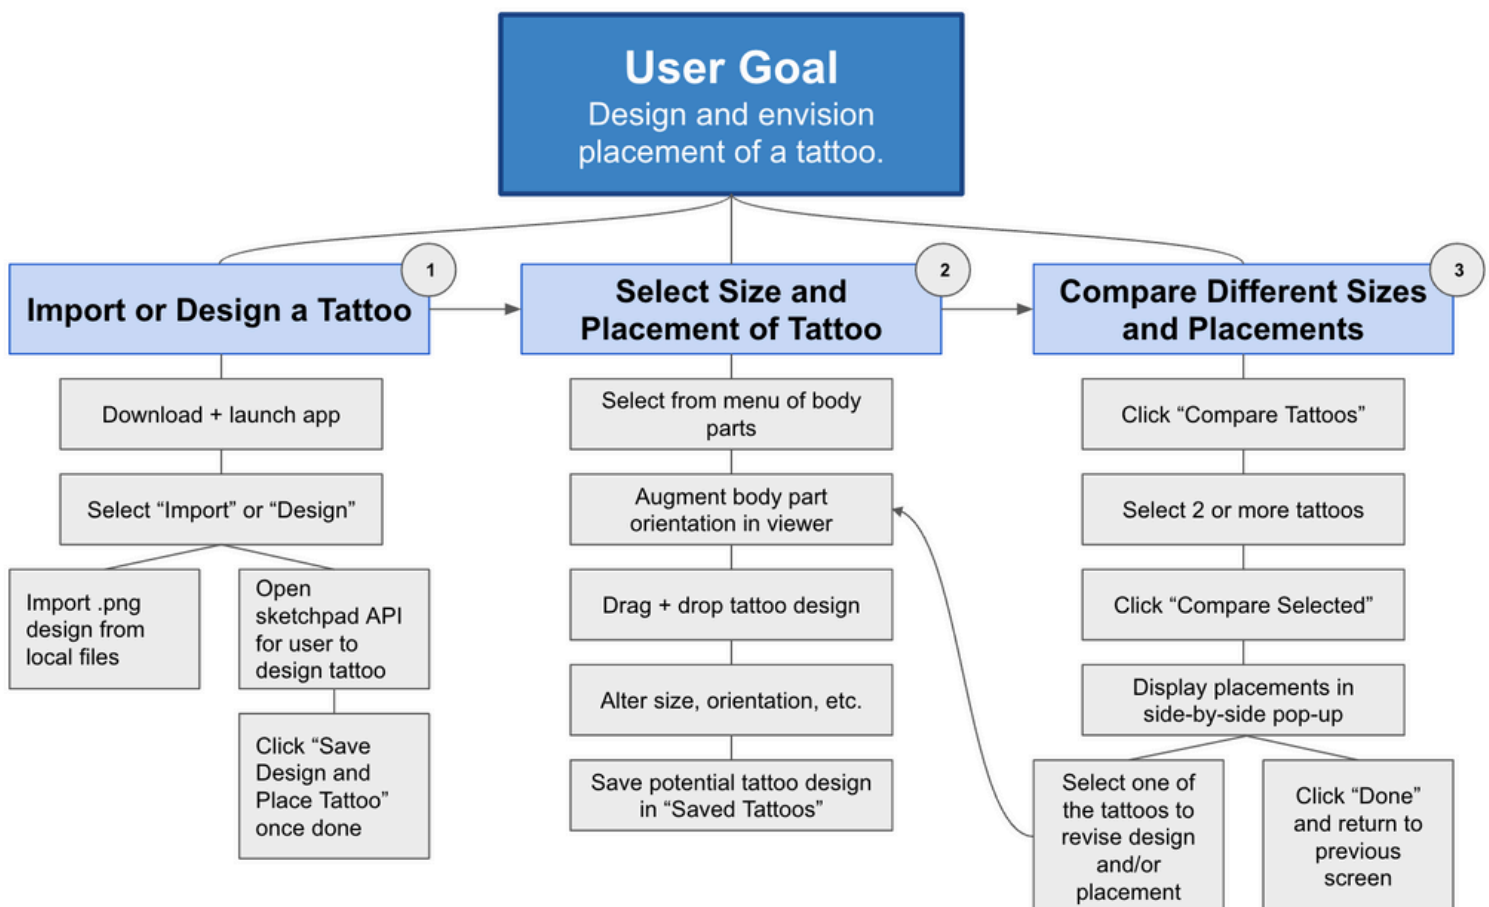 User Goal
Design and envision
placement of a tattoo.
1
Import or Design a Tattoo
2
Select Size and
Placement of Tattoo
3
Compare Different Sizes
and Placements
Download + launch app
Select “Import” or “Design”
Import .png
design from
local files
Open
sketchpad API
for user to
design tattoo
Click “Save
Design and
Place Tattoo”
once done
Select from menu of body
parts
Augment body part
orientation in viewer
Drag + drop tattoo design
Alter size, orientation, etc.
Save potential tattoo design
in “Saved Tattoos”
Click “Compare Tattoos”
Select 2 or more tattoos
Click “Compare Selected”
Display placements in
side-by-side pop-up
Select one of
the tattoos to
revise design
and/or
placement
Click “Done”
and return to
previous
screen